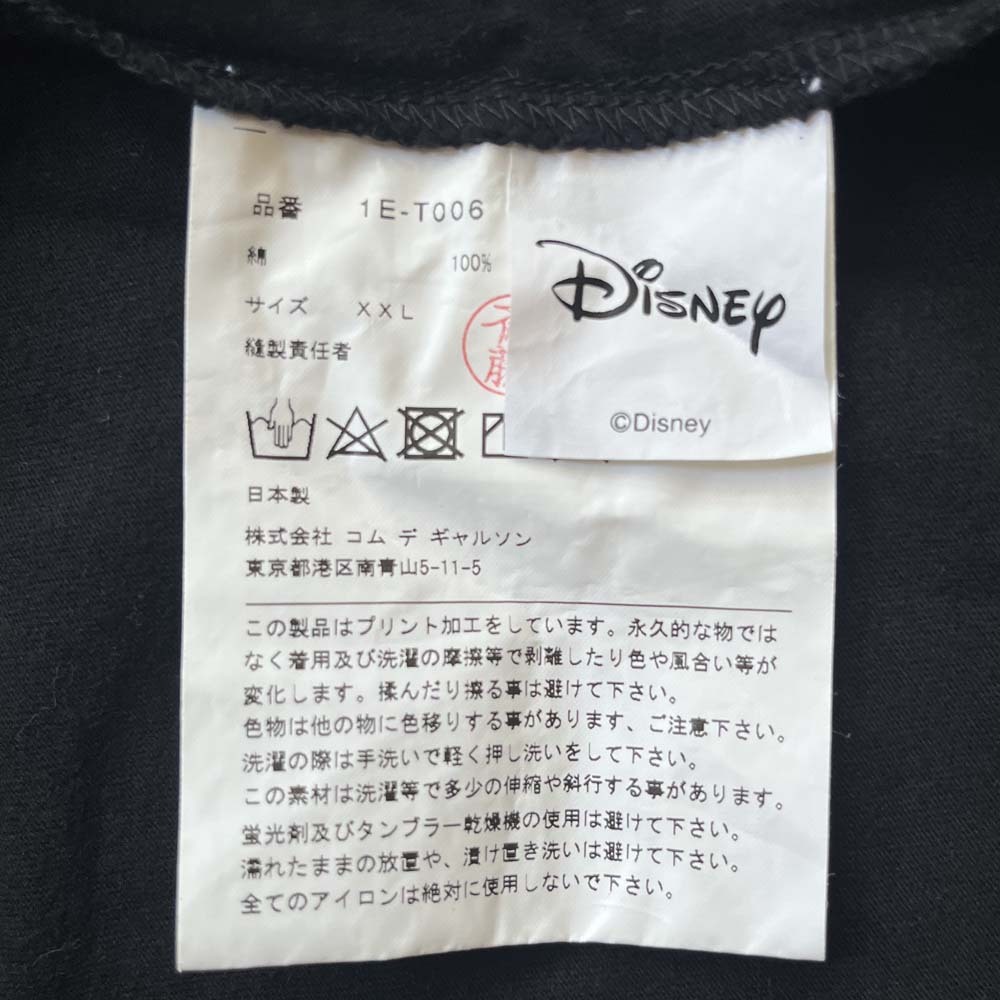 品番 1E-T006
綿 100%
サイズ XXL
縫製責任者
Disney
©Disney
日本製
株式会社 コム デ ギャルソン
東京都港区南青山5-11-5
この製品はプリント加工をしています。永久的な物では
なく着用及び洗濯の摩擦等で剥離したり色や風合い等が
変化します。揉んだり擦る事は避けて下さい。
色物は他の物に色移りする事があります、ご注意下さい。
洗濯の際は手洗いで軽く押し洗いをして下さい。
この素材は洗濯等で多少の伸縮や斜行する事があります。
蛍光剤及びタンブラー乾燥機の使用は避けて下さい。
濡れたままの放置や、漬け置き洗いは避けて下さい。
全てのアイロンは絶対に使用しないで下さい。